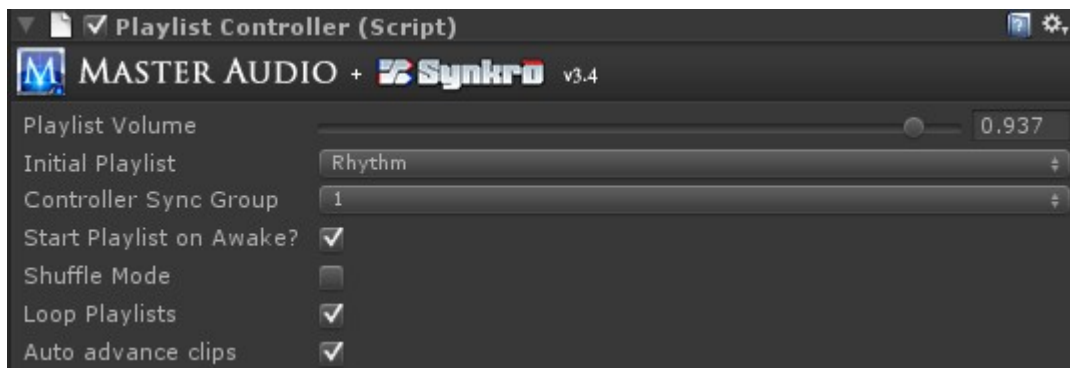 Playlist Controller (Script)
M MASTER AUDIO + Synkro v3.4
Playlist Volume 0.937
Initial Playlist Rhythm
Controller Sync Group 1
Start Playlist on Awake?
Shuffle Mode
Loop Playlists
Auto advance clips